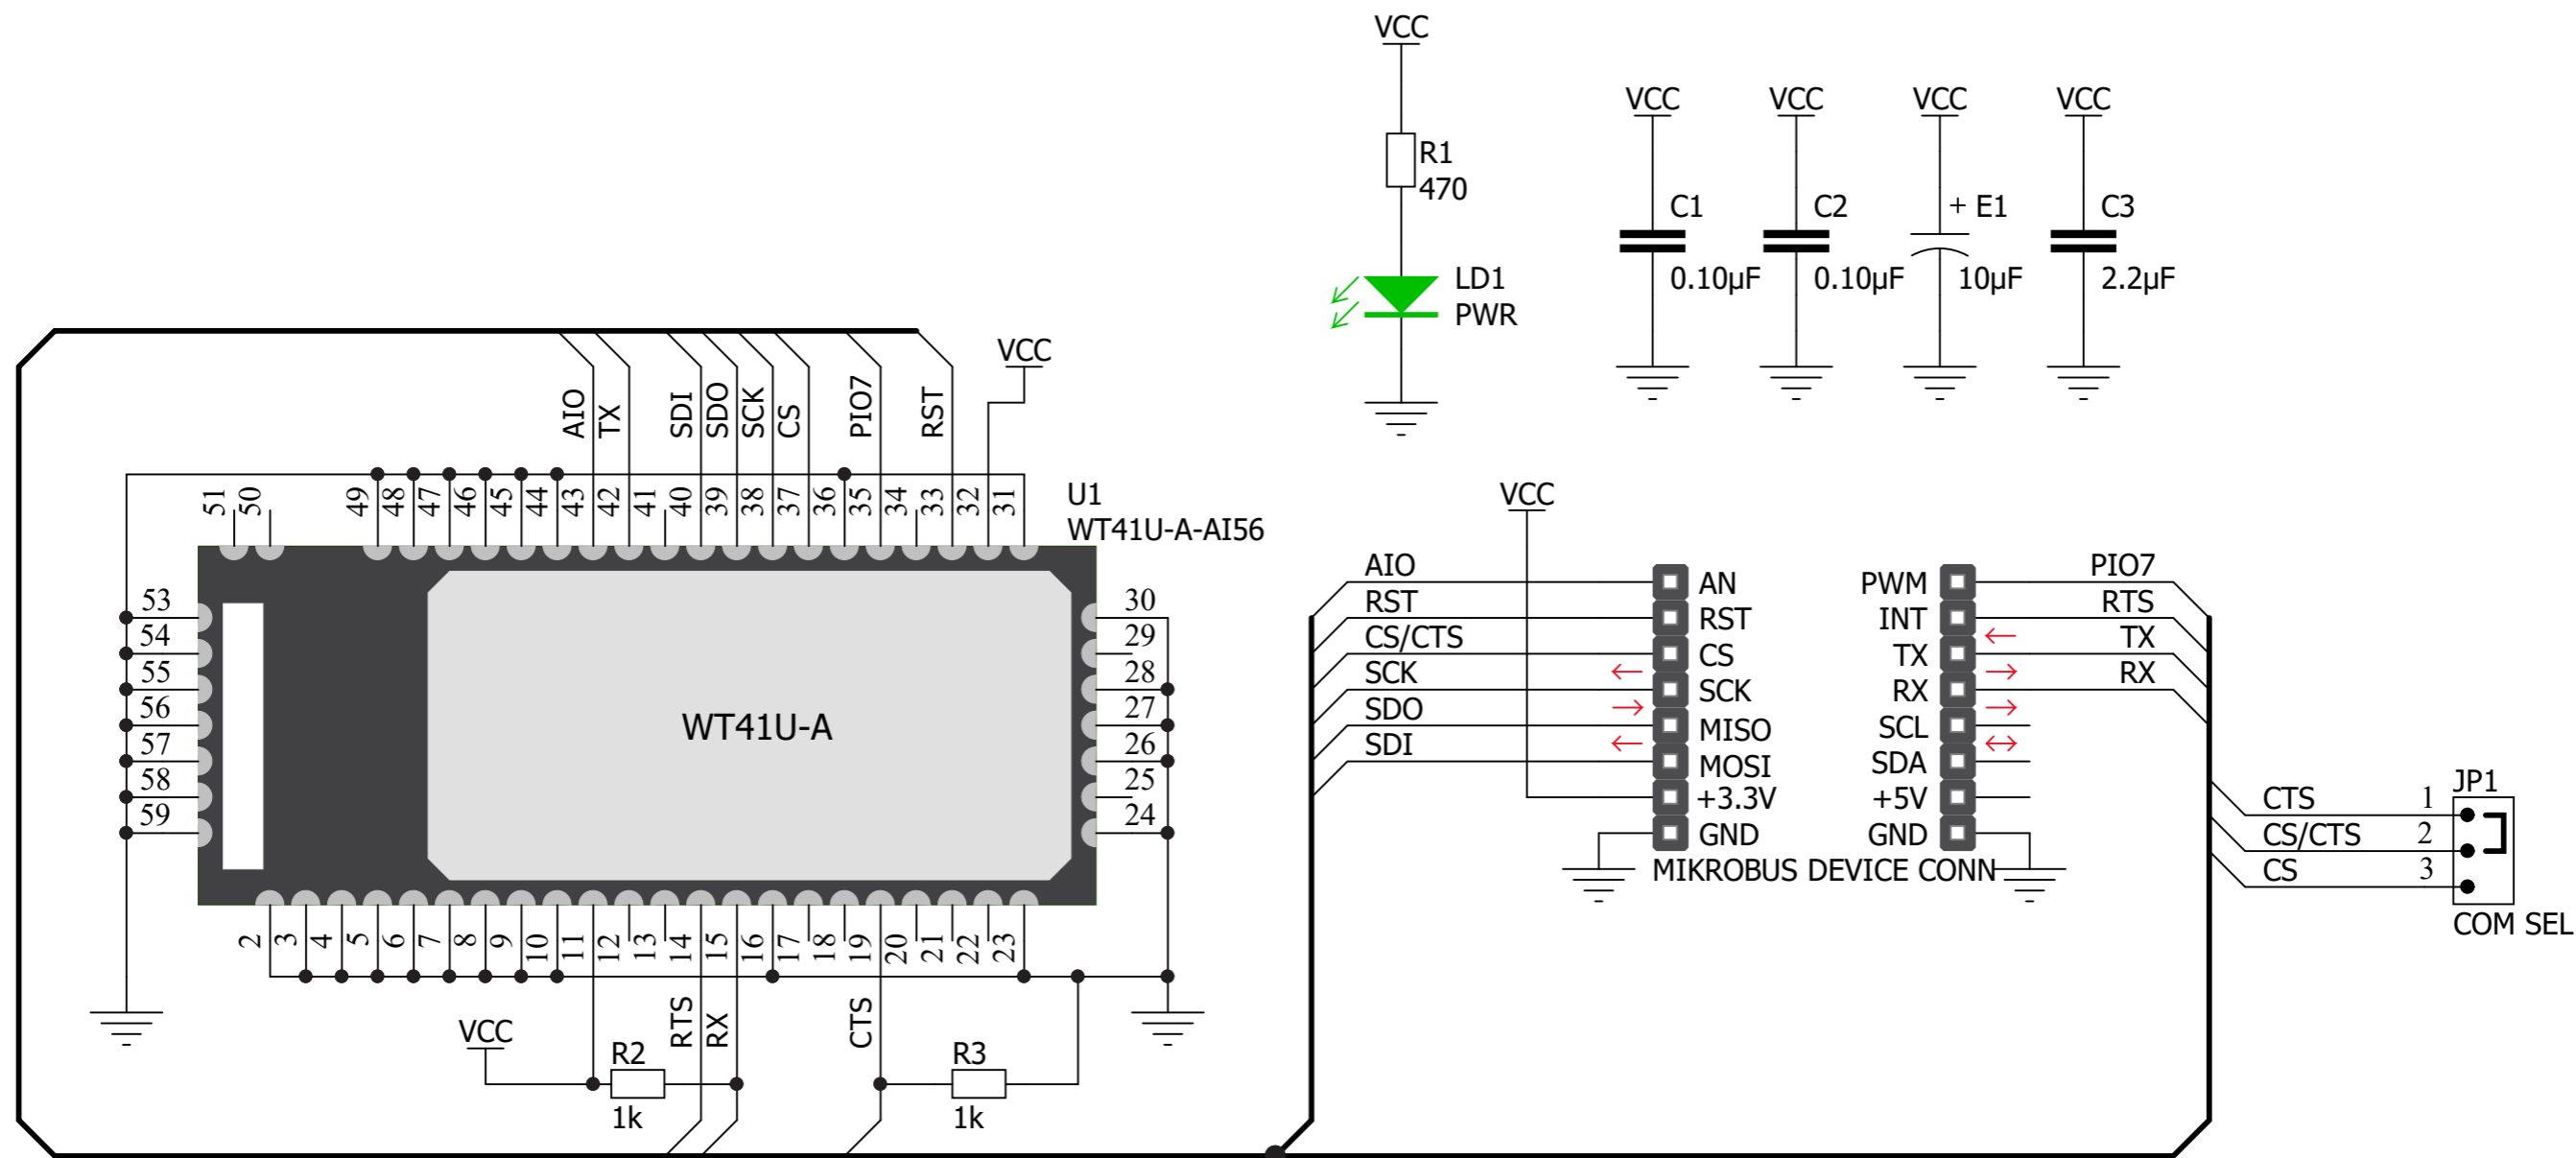 VCC
R1
470
LD1
PWR
VCC
C1
0.10µF
VCC
C2
0.10µF
VCC
+ E1
10µF
VCC
C3
2.2µF
VCC
AIO
TX
SDI
SDO
SCK
CS
PIO7
RST
51
50
49
48
47
46
45
44
43
42
41
40
39
38
37
36
35
34
33
32
31
U1
WT41U-A-AI56
53
54
55
56
57
58
59
WT41U-A
30
29
28
27
26
25
24
2
3
4
5
6
7
8
9
10
11
12
13
14
15
16
17
18
19
20
21
22
23
RTS
RX
CTS
VCC
R2
1k
R3
1k
VCC
AIO
RST
CS/CTS
SCK
SDO
SDI
AN
RST
CS
SCK
MISO
MOSI
+3.3V
GND
PWM
INT
TX
RX
SCL
SDA
+5V
GND
MIKROBUS DEVICE CONN
PIO7
RTS
TX
RX
JP1
CTS 1
CS/CTS 2
CS 3
COM SEL